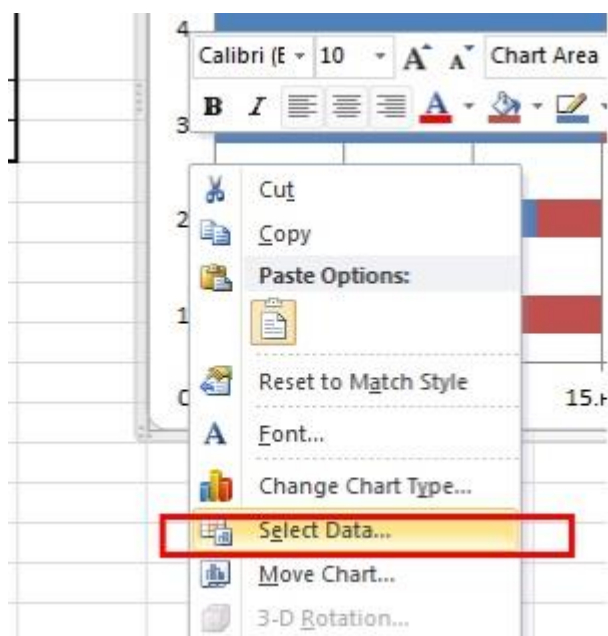 4
Calibri (E 10 A A Chart Area
B I A
3
Cut
2
Copy
Paste Options:
1
Reset to Match Style
15.н
A Font...
Change Chart Type...
Select Data...
Move Chart...
3-D Rotation...